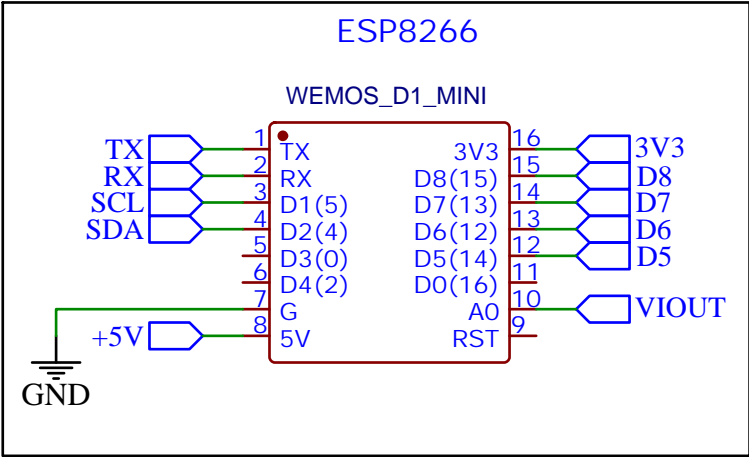 ESP8266
WEMOS_D1_MINI
TX 1 TX 3V3 16 3V3
RX 2 RX D8(15) 15 D8
SCL 3 D1(5) D7(13) 14 D7
SDA 4 D2(4) D6(12) 13 D6
5 D3(0) D5(14) 12 D5
6 D4(2) D0(16) 11
7 G A0 10 VIOUT
+5V 8 5V RST 9
GND